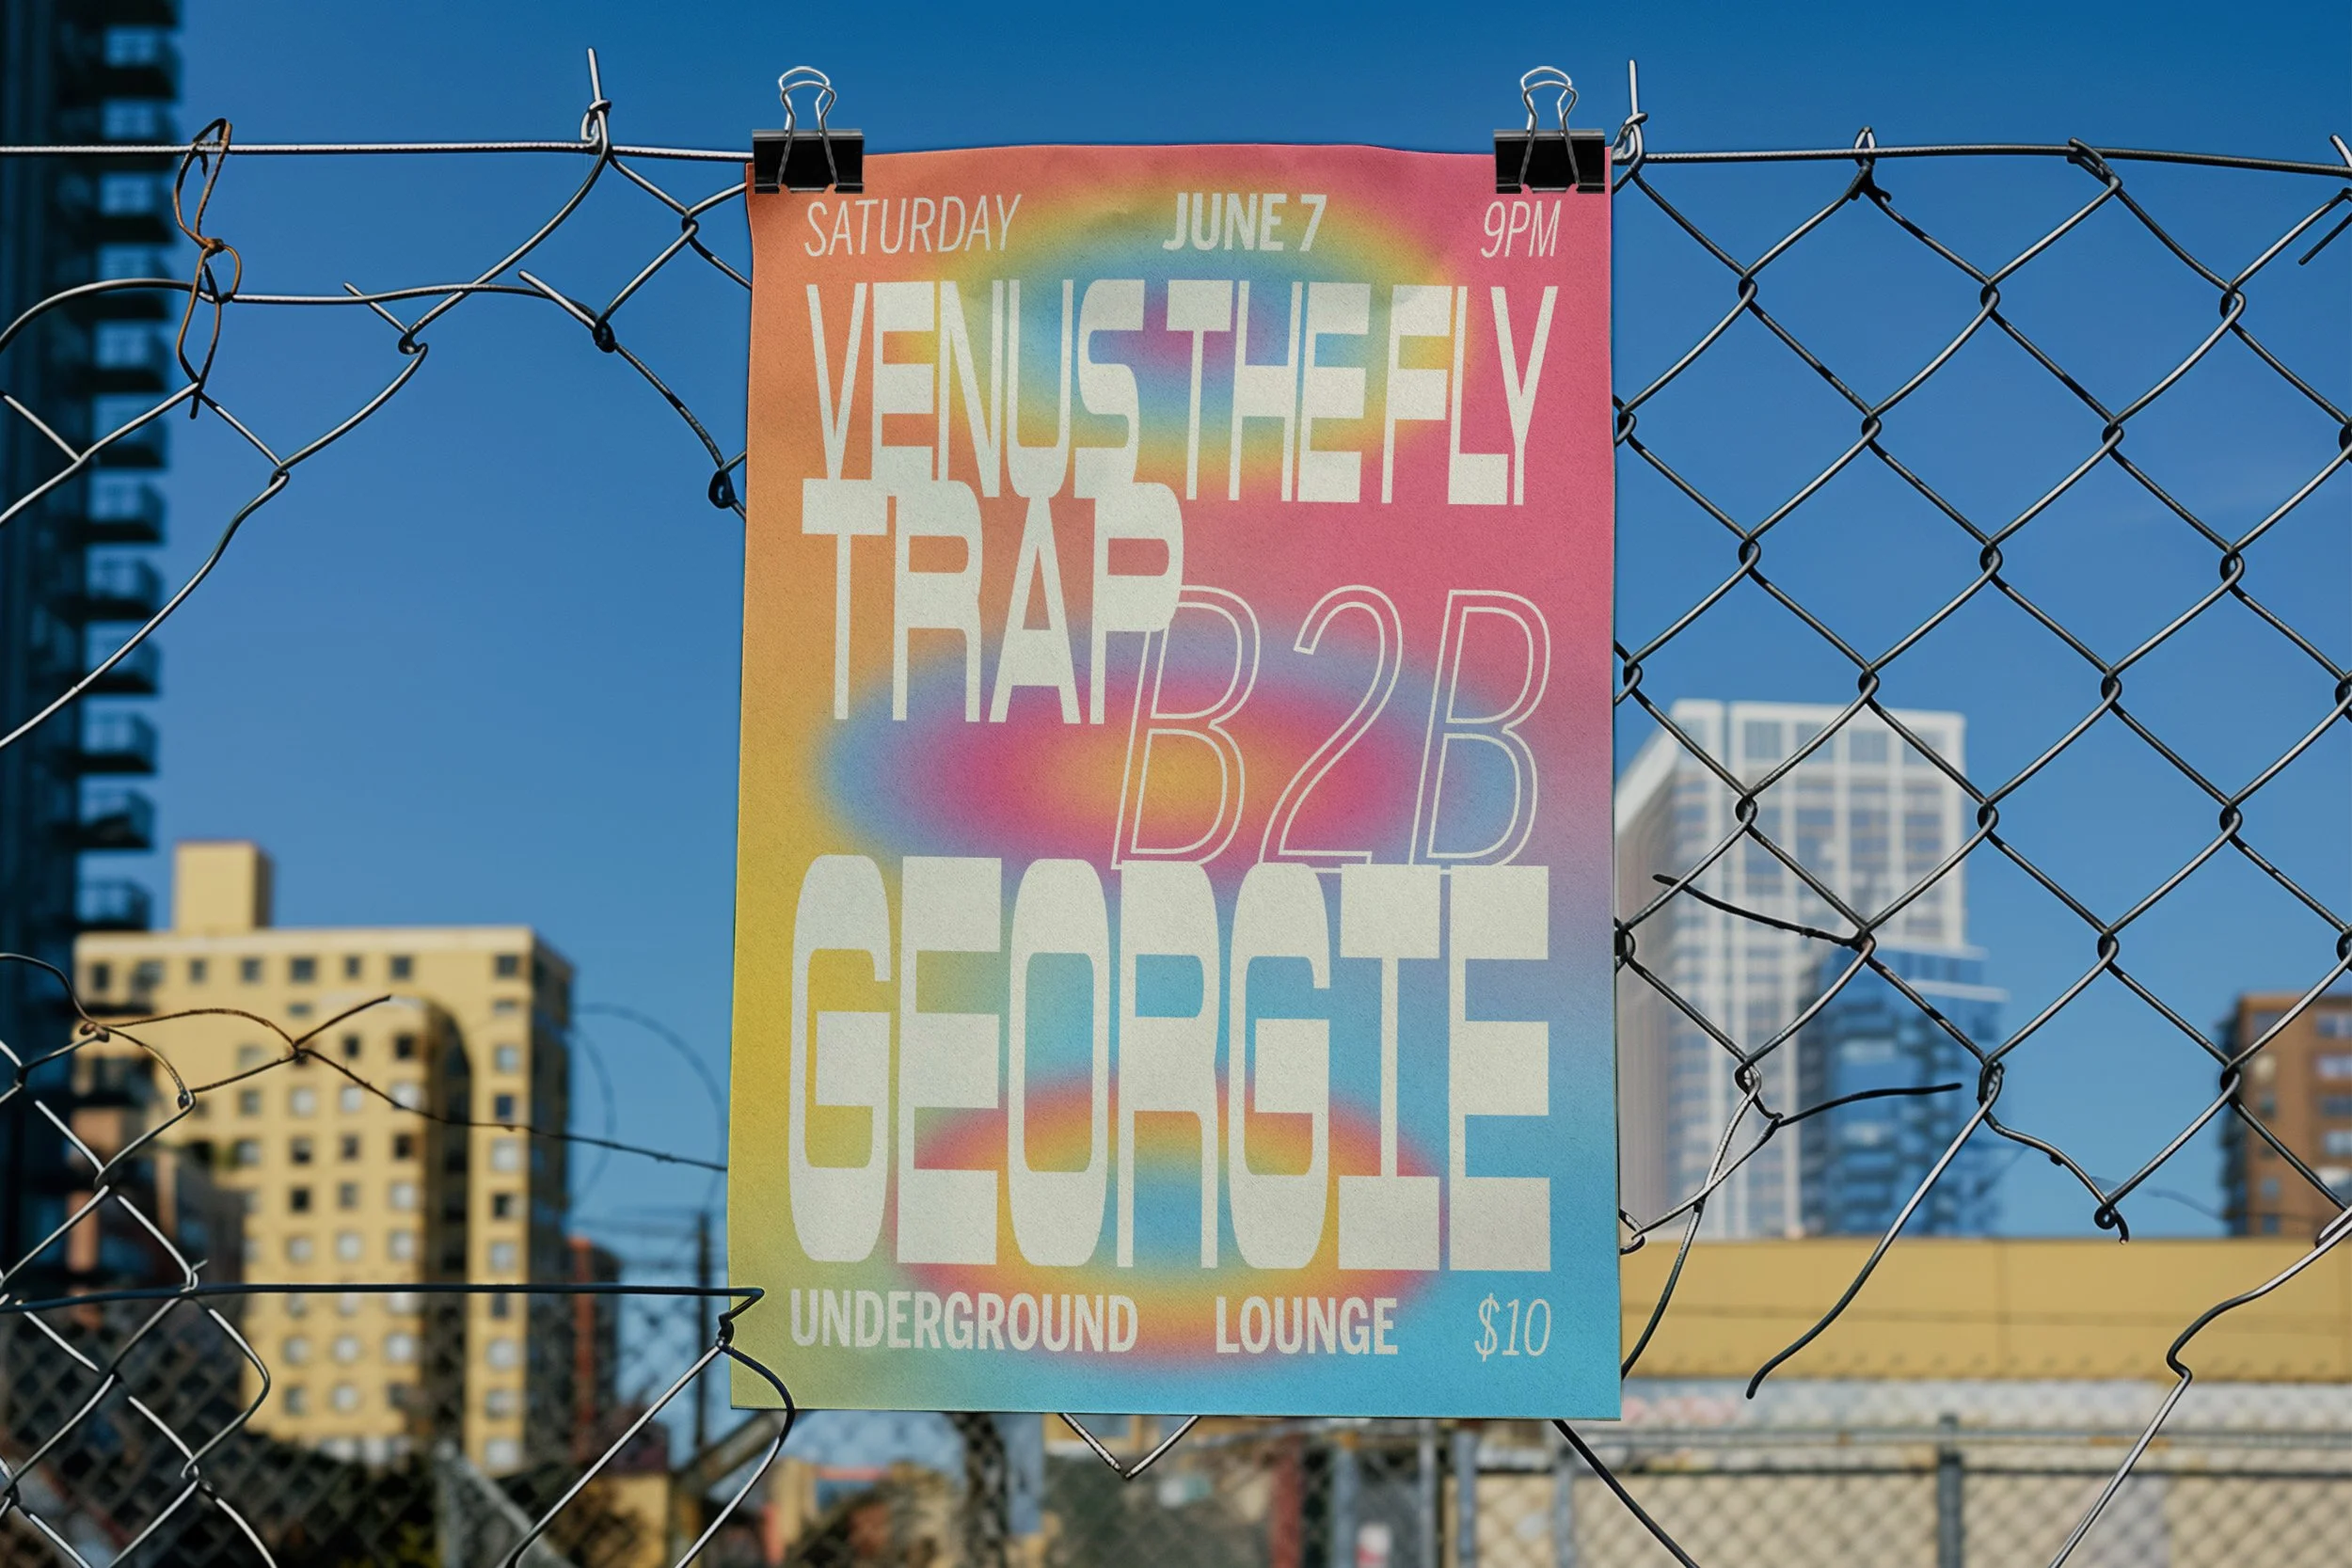 SATURDAY JUNE 7 9PM
VENUS THE FLY
TRAP
B2B
GEORGIE
UNDERGROUND LOUNGE $10